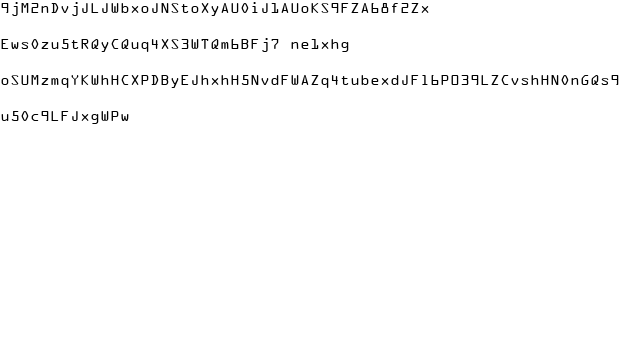 9jM2nDvjJLJWbxoJNStoXyAU0iJ1AUoKS9FZA68f2Zx
Ews0zu5tRQyCQuq4XS3WTQm6BFj7 ne1xhg
oSUMzmqYKWhHCXPDByEJhxhH5NvdFWAZq4tubexdJF16PO39LZCvshHN0nGQs9
u50c9LFJxgWPw